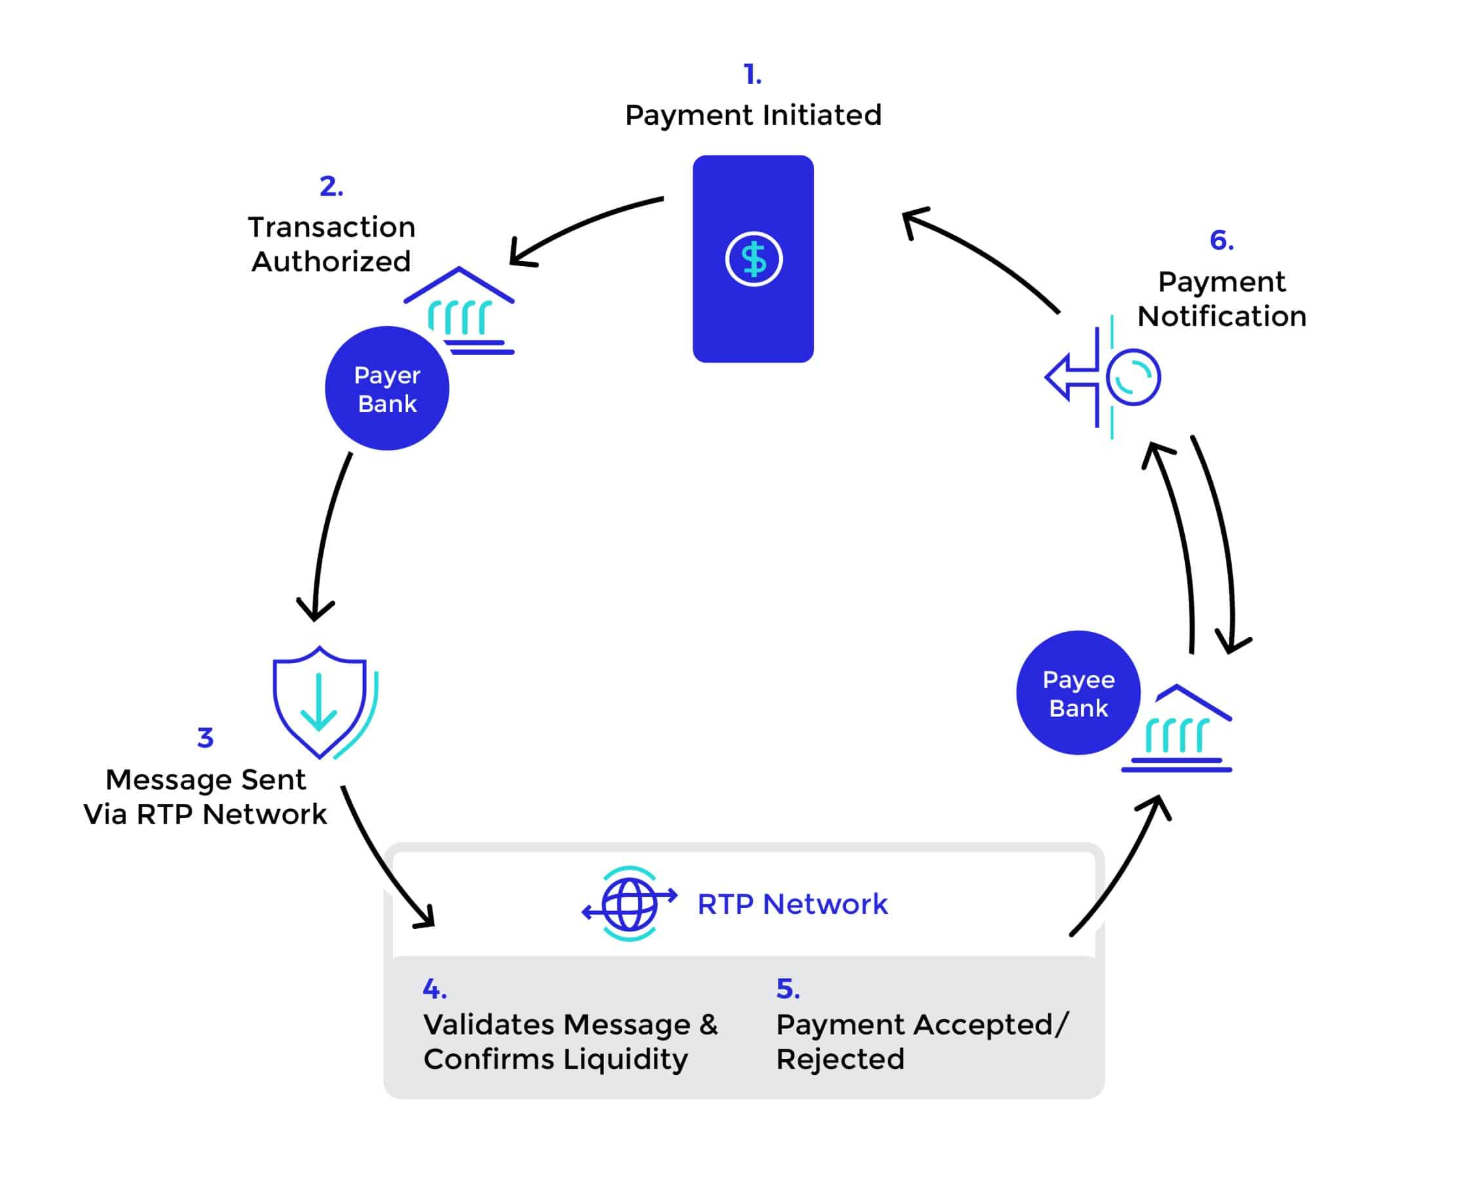 1.
Payment Initiated
$
2.
Transaction
Authorized
Payer
Bank
3
Message Sent
Via RTP Network
RTP Network
4.
Validates Message &
Confirms Liquidity
5.
Payment Accepted/
Rejected
Payee
Bank
6.
Payment
Notification